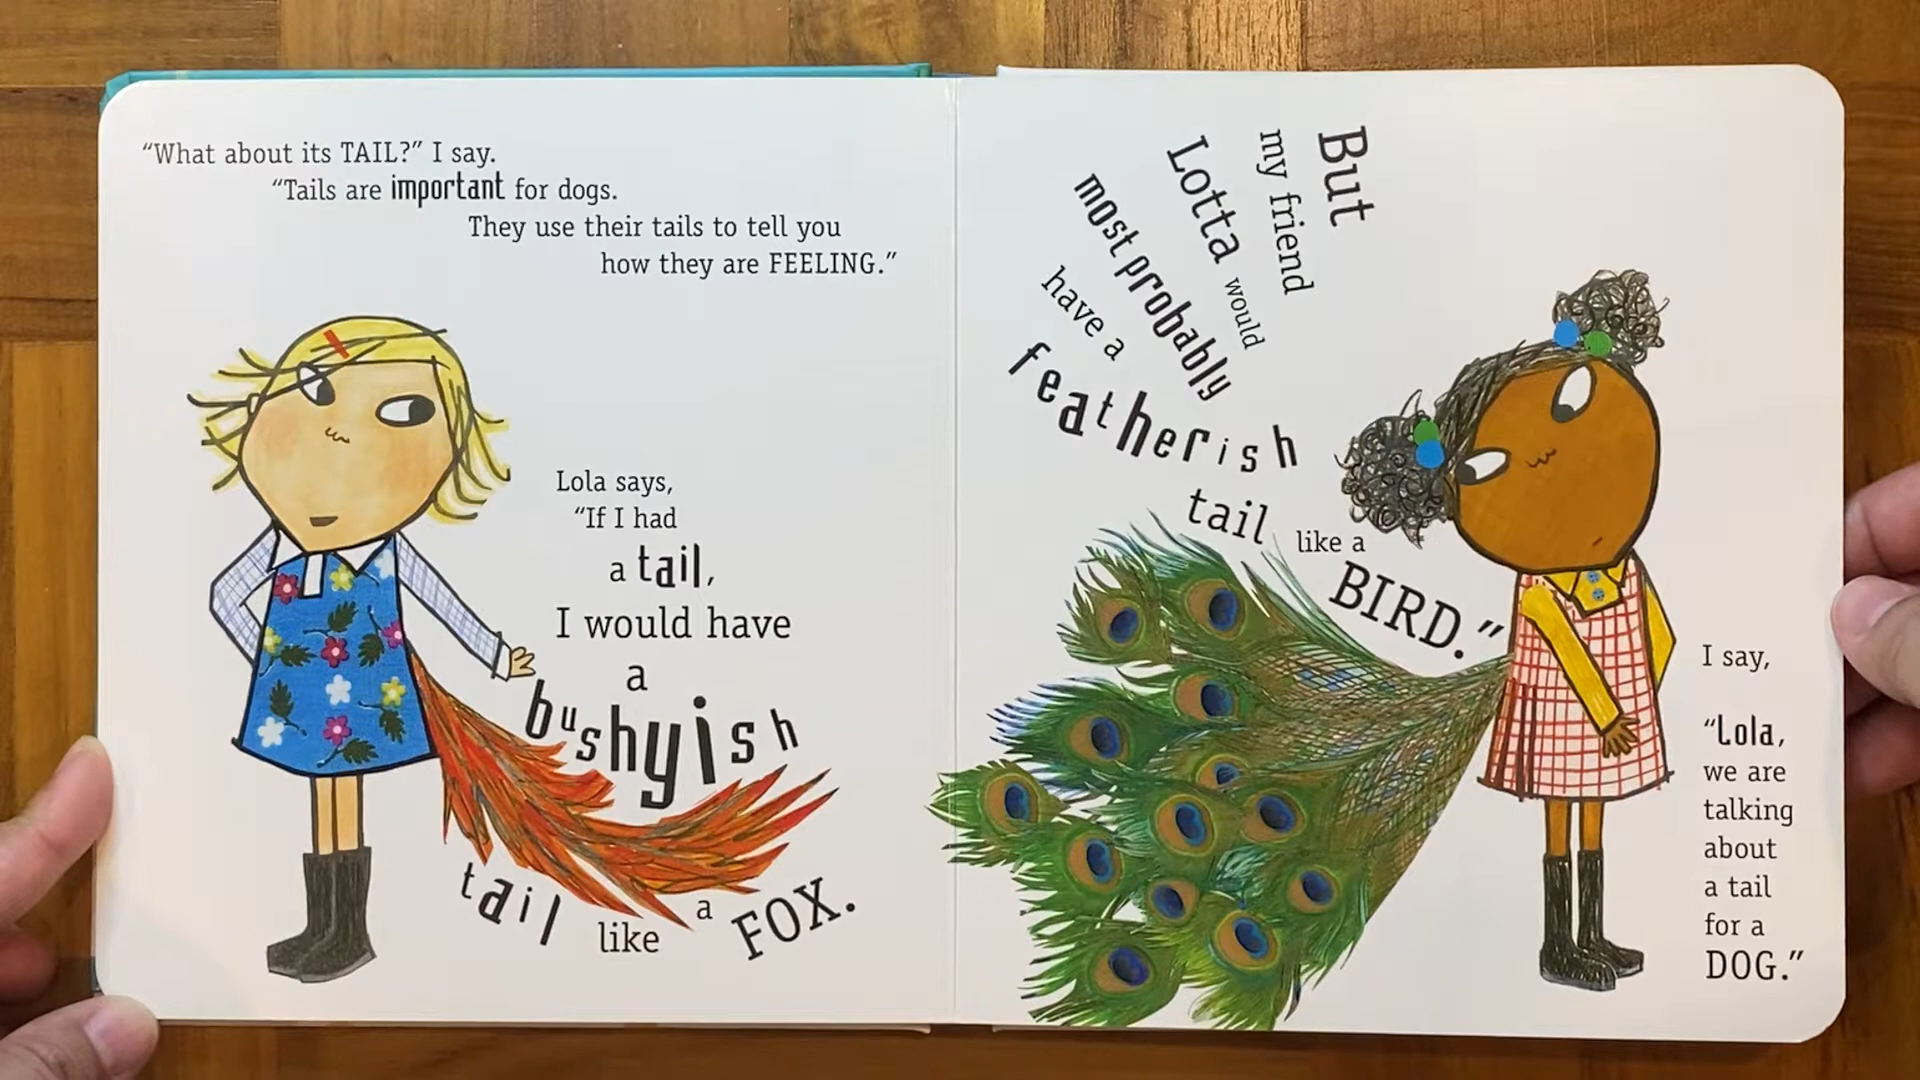 “What about its TAIL?” I say.
“Tails are important for dogs.
They use their tails to tell you
how they are FEELING.”
Lola says,
“If I had
a tail,
I would have
a
bushyish
tail like a FOX.
But
my friend
Lotta would
most probably
have a
featherish
tail like a
BIRD.”
I say,
“Lola,
we are
talking
about
a tail
for a
DOG.”